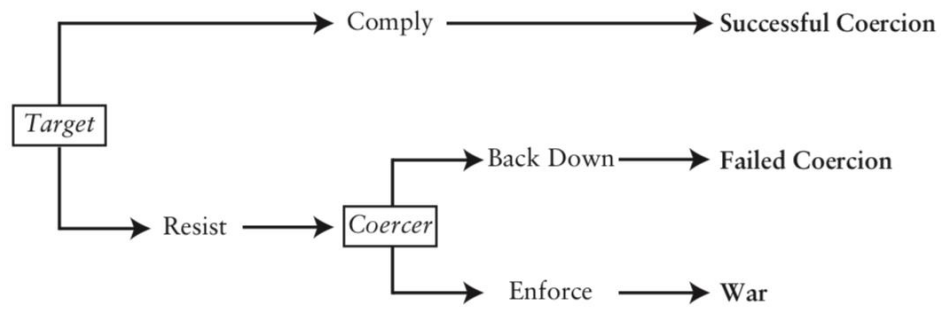 Comply
Successful Coercion
Target
Back Down
Failed Coercion
Resist
Coercer
Enforce
War